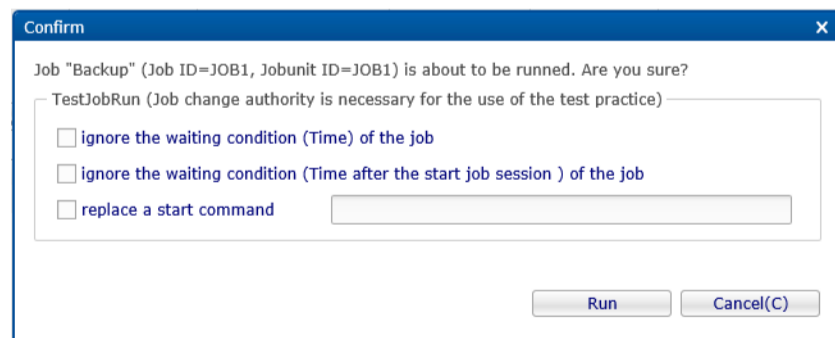 Confirm
Job "Backup" (Job ID=JOB1, Jobunit ID=JOB1) is about to be runned. Are you sure?
TestJobRun (Job change authority is necessary for the use of the test practice)
ignore the waiting condition (Time) of the job
ignore the waiting condition (Time after the start job session ) of the job
replace a start command
Run Cancel(C)